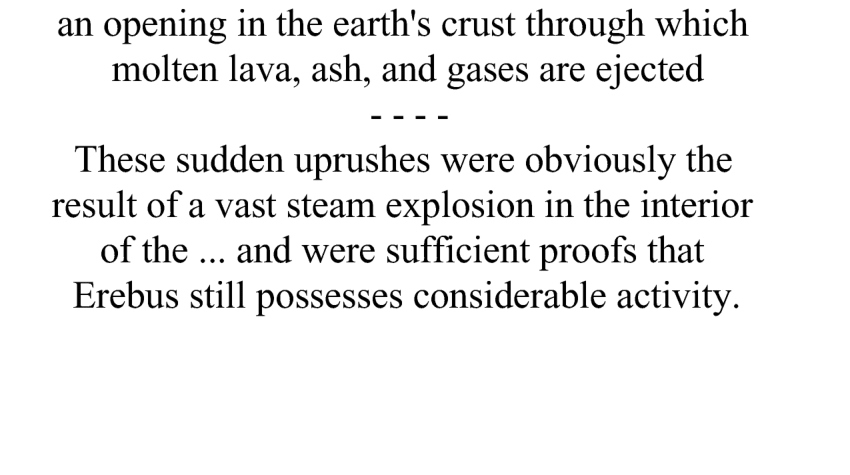 an opening in the earth's crust through which
molten lava, ash, and gases are ejected
- - - -
These sudden uprushes were obviously the
result of a vast steam explosion in the interior
of the ... and were sufficient proofs that
Erebus still possesses considerable activity.